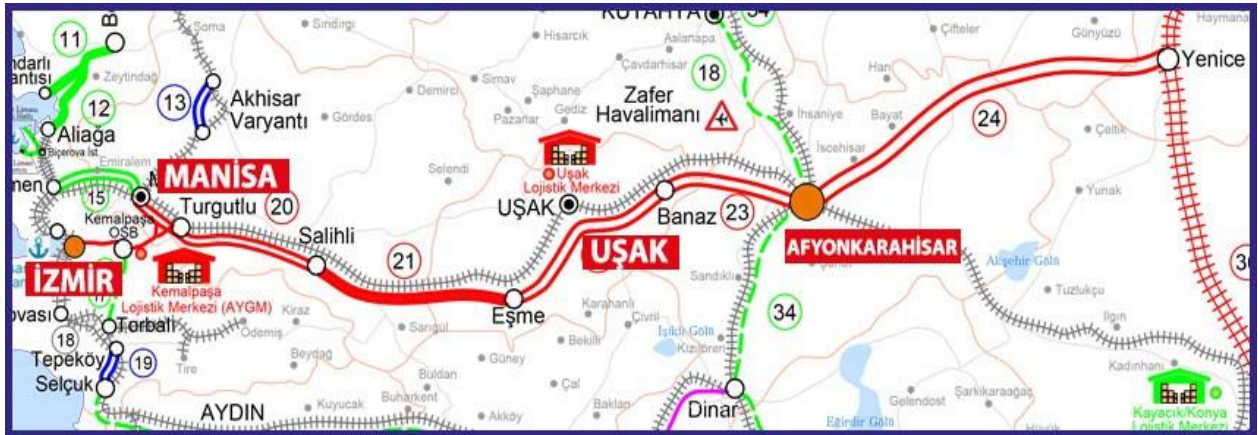 KÜTAHYA
34
Haymana
11
B
Soma
Sındırgı
Hisarcık
Aslanapa
Çifteler
Günyüzü
Zeytindağ
Çavdarhisar
Yenice
12
13
Akhisar
Varyantı
Demirci
Simav
Şaphane
Gediz
Pazarlar
18
Zafer
Havalimanı
Han
İhsaniye
Bayat
24
Aliağa
Biçerova İst.
Gördes
Çeltik
Emiralem
Selendi
Uşak
Lojistik Merkezi
İscehisar
MANİSA
15
Yunak
Kemalpaşa
OSB
Turgutlu
20
UŞAK
Banaz
23
Salihli
21
UŞAK
AFYONKARAHİSAR
İZMİR
Kemalpaşa
Lojistik Merkezi (AYGM)
Eşme
Sandıklı
Akşehir Gölü
Tuzlukçu
Torbalı
Ödemiş
Kiraz
Sarıgöl
Karahanlı
Çivril
34
Ilgın
18
Tepeköy
19
Tire
Beydağ
Güney
Bekilli
Işıklı Gölü
Kızılören
Kadınhanı
Selçuk
Buldan
Çal
Dinar
Gelendost
Şarkikaraağaç
AYDIN
Kuyucak
Buharkent
Akköy
Baklan
Eğirdir Gölü
Kayacık/Konya
Lojistik Merkezi